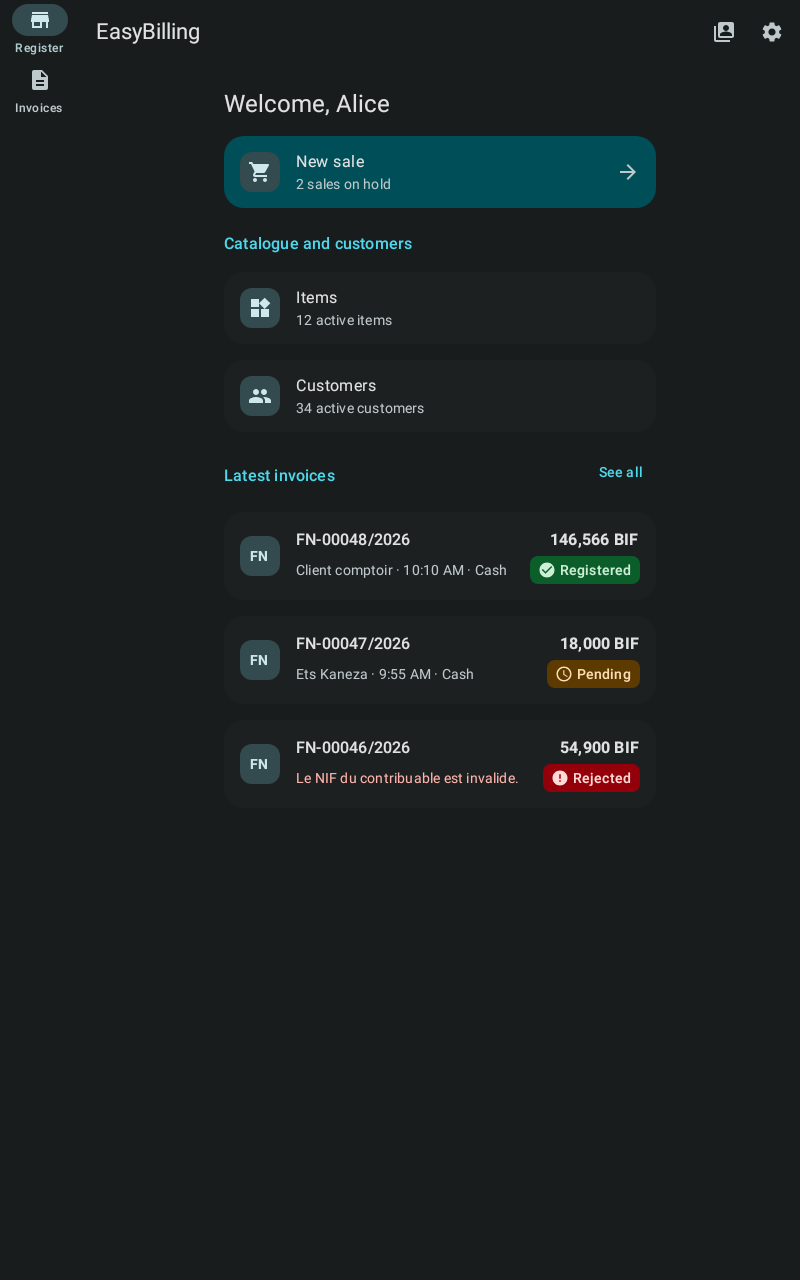 Register
Invoices
EasyBilling
Welcome, Alice
New sale
2 sales on hold
Catalogue and customers
Items
12 active items
Customers
34 active customers
Latest invoices
See all
FN
FN-00048/2026
146,566 BIF
Client comptoir · 10:10 AM · Cash
Registered
FN
FN-00047/2026
18,000 BIF
Ets Kaneza · 9:55 AM · Cash
Pending
FN
FN-00046/2026
54,900 BIF
Le NIF du contribuable est invalide.
Rejected